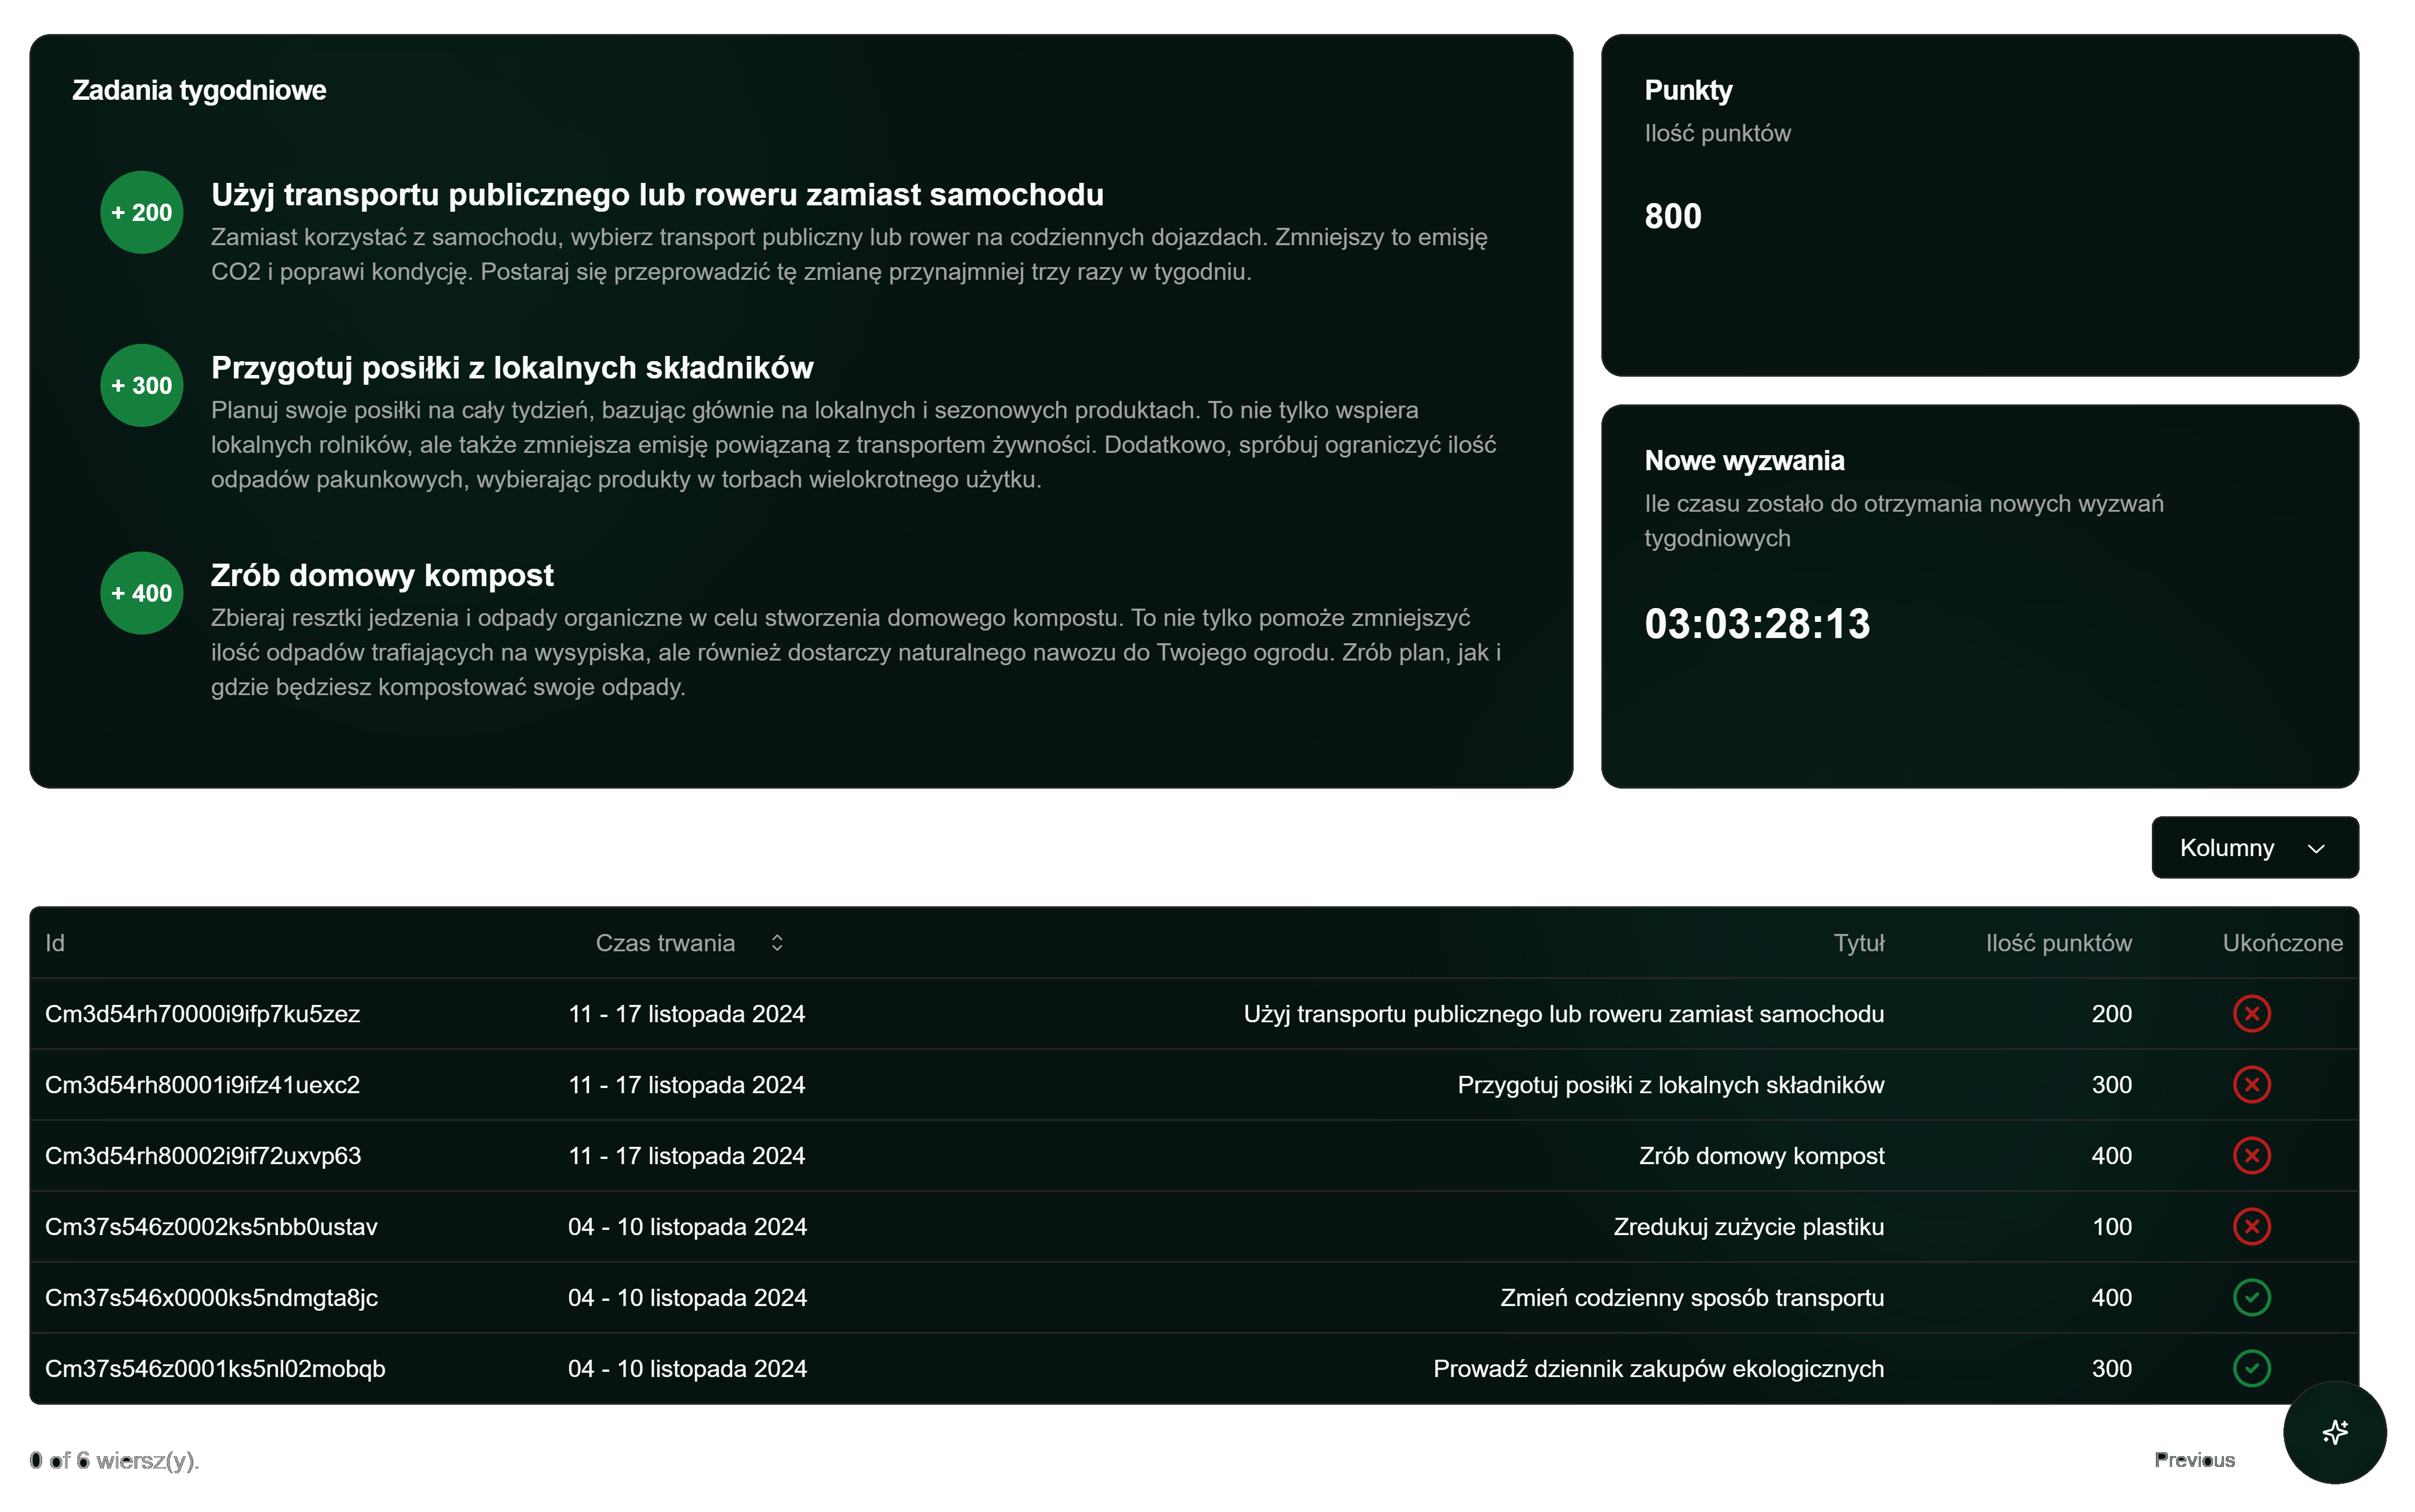 Zadania tygodniowe
+ 200
Użyj transportu publicznego lub roweru zamiast samochodu
Zamiast korzystać z samochodu, wybierz transport publiczny lub rower na codziennych dojazdach. Zmniejszy to emisję
CO2 i poprawi kondycję. Postaraj się przeprowadzić tę zmianę przynajmniej trzy razy w tygodniu.
+ 300
Przygotuj posiłki z lokalnych składników
Planuj swoje posiłki na cały tydzień, bazując głównie na lokalnych i sezonowych produktach. To nie tylko wspiera
lokalnych rolników, ale także zmniejsza emisję powiązaną z transportem żywności. Dodatkowo, spróbuj ograniczyć ilość
odpadów pakunkowych, wybierając produkty w torbach wielokrotnego użytku.
+ 400
Zrób domowy kompost
Zbieraj resztki jedzenia i odpady organiczne w celu stworzenia domowego kompostu. To nie tylko pomoże zmniejszyć
ilość odpadów trafiających na wysypiska, ale również dostarczy naturalnego nawozu do Twojego ogrodu. Zrób plan, jak i
gdzie będziesz kompostować swoje odpady.
Punkty
Ilość punktów
800
Nowe wyzwania
Ile czasu zostało do otrzymania nowych wyzwań
tygodniowych
03:03:28:13
Kolumny
Id Czas trwania Tytuł Ilość punktów Ukończone
Cm3d54rh70000i9ifp7ku5zez 11 - 17 listopada 2024 Użyj transportu publicznego lub roweru zamiast samochodu 200
Cm3d54rh80001i9ifz41uexc2 11 - 17 listopada 2024 Przygotuj posiłki z lokalnych składników 300
Cm3d54rh80002i9if72uxvp63 11 - 17 listopada 2024 Zrób domowy kompost 400
Cm37s546z0002ks5nbb0ustav 04 - 10 listopada 2024 Zredukuj zużycie plastiku 100
Cm37s546x0000ks5ndmgta8jc 04 - 10 listopada 2024 Zmień codzienny sposób transportu 400
Cm37s546z0001ks5nl02mobqb 04 - 10 listopada 2024 Prowadź dziennik zakupów ekologicznych 300
0 of 6 wiersz(y).
Previous